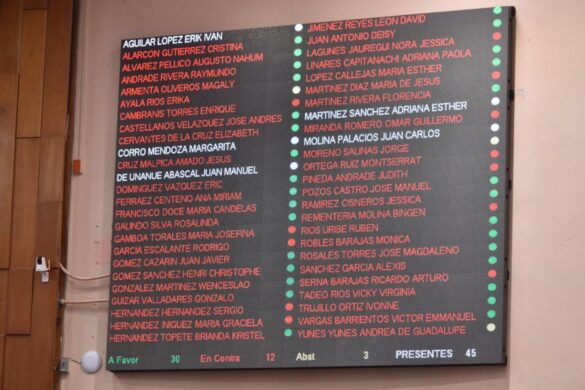 AGUILAR LOPEZ ERIK IVAN
ALARCON GUTIERREZ CRISTINA
ALVAREZ PELLICO AUGUSTO NAHUM
ANDRADE RIVERA RAYMUNDO
ARMENTA OLIVEROS MAGALY
AYALA RIOS ERIKA
CAMBRANIS TORRES ENRIQUE
CASTELLANOS VELAZQUEZ JOSE ANDRES
CERVANTES DE LA CRUZ ELIZABETH
CORRO MENDOZA MARGARITA
CRUZ MALPICA AMADO JESUS
DE UNANUE ABASCAL JUAN MANUEL
DOMINGUEZ VAZQUEZ ERIC
FERRAEZ CENTENO ANA MIRIAM
FRANCISCO DOCE MARIA CANDELAS
GALINDO SILVA ROSALINDA
GAMBOA TORALES MARIA JOSEFINA
GARCIA ESCALANTE RODRIGO
GOMEZ CAZARIN JUAN JAVIER
GOMEZ SANCHEZ HENRI CHRISTOPHE
GONZALEZ MARTINEZ WENCESLAO
GUIZAR VALLADARES GONZALO
HERNANDEZ HERNANDEZ SERGIO
HERNANDEZ INIGUEZ MARIA GRACIELA
HERNANDEZ TOPETE BRIANDA KRISTEL
JIMENEZ REYES LEON DAVID
JUAN ANTONIO DEISY
LAGUNES JAUREGUI NORA JESSICA
LINARES CAPITANACHI ADRIANA PAOLA
LOPEZ CALLEJAS MARIA ESTHER
MARTINEZ DIAZ MARIA DE JESUS
MARTINEZ RIVERA FLORENCIA
MARTINEZ SANCHEZ ADRIANA ESTHER
MIRANDA ROMERO OMAR GUILLERMO
MOLINA PALACIOS JUAN CARLOS
MORENO SAUNAS JORGE
ORTEGA RUIZ MONTSERRAT
PINEDA ANDRADE JUDITH
POZOS CASTRO JOSE MANUEL
RAMIREZ CISNEROS JESSICA
REMENTERIA MOLINA BINGEN
RIOS URIBE RUBEN
ROBLES BARAJAS MONICA
ROSALES TORRES JOSE MAGDALENO
SANCHEZ GARCIA ALEXIS
SERNA BARAJAS RICARDO ARTURO
TADEO RIOS VICKY VIRGINIA
TRUJILLO ORTIZ IVONNE
VARGAS BARRIENTOS VICTOR EMMANUEL
YUNES YUNES ANDREA DE GUADALUPE
A Favor 30 En Contra 12 Abst 3 PRESENTES 45